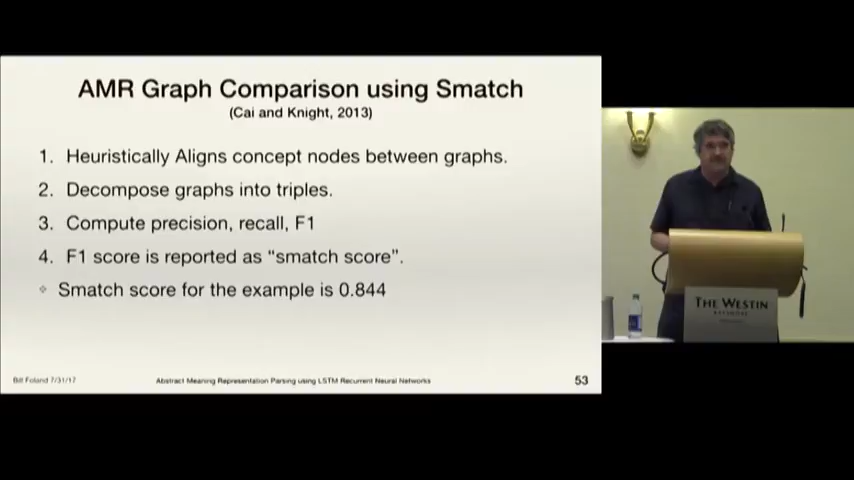 AMR Graph Comparison using Smatch
(Cai and Knight, 2013)
1. Heuristically Aligns concept nodes between graphs.
2. Decompose graphs into triples.
3. Compute precision, recall, F1
4. F1 score is reported as “smatch score”.
Smatch score for the example is 0.844
Bill Foland 7/31/17
Abstract Meaning Representation Parsing using LSTM Recurrent Neural Networks
53
THE WESTIN